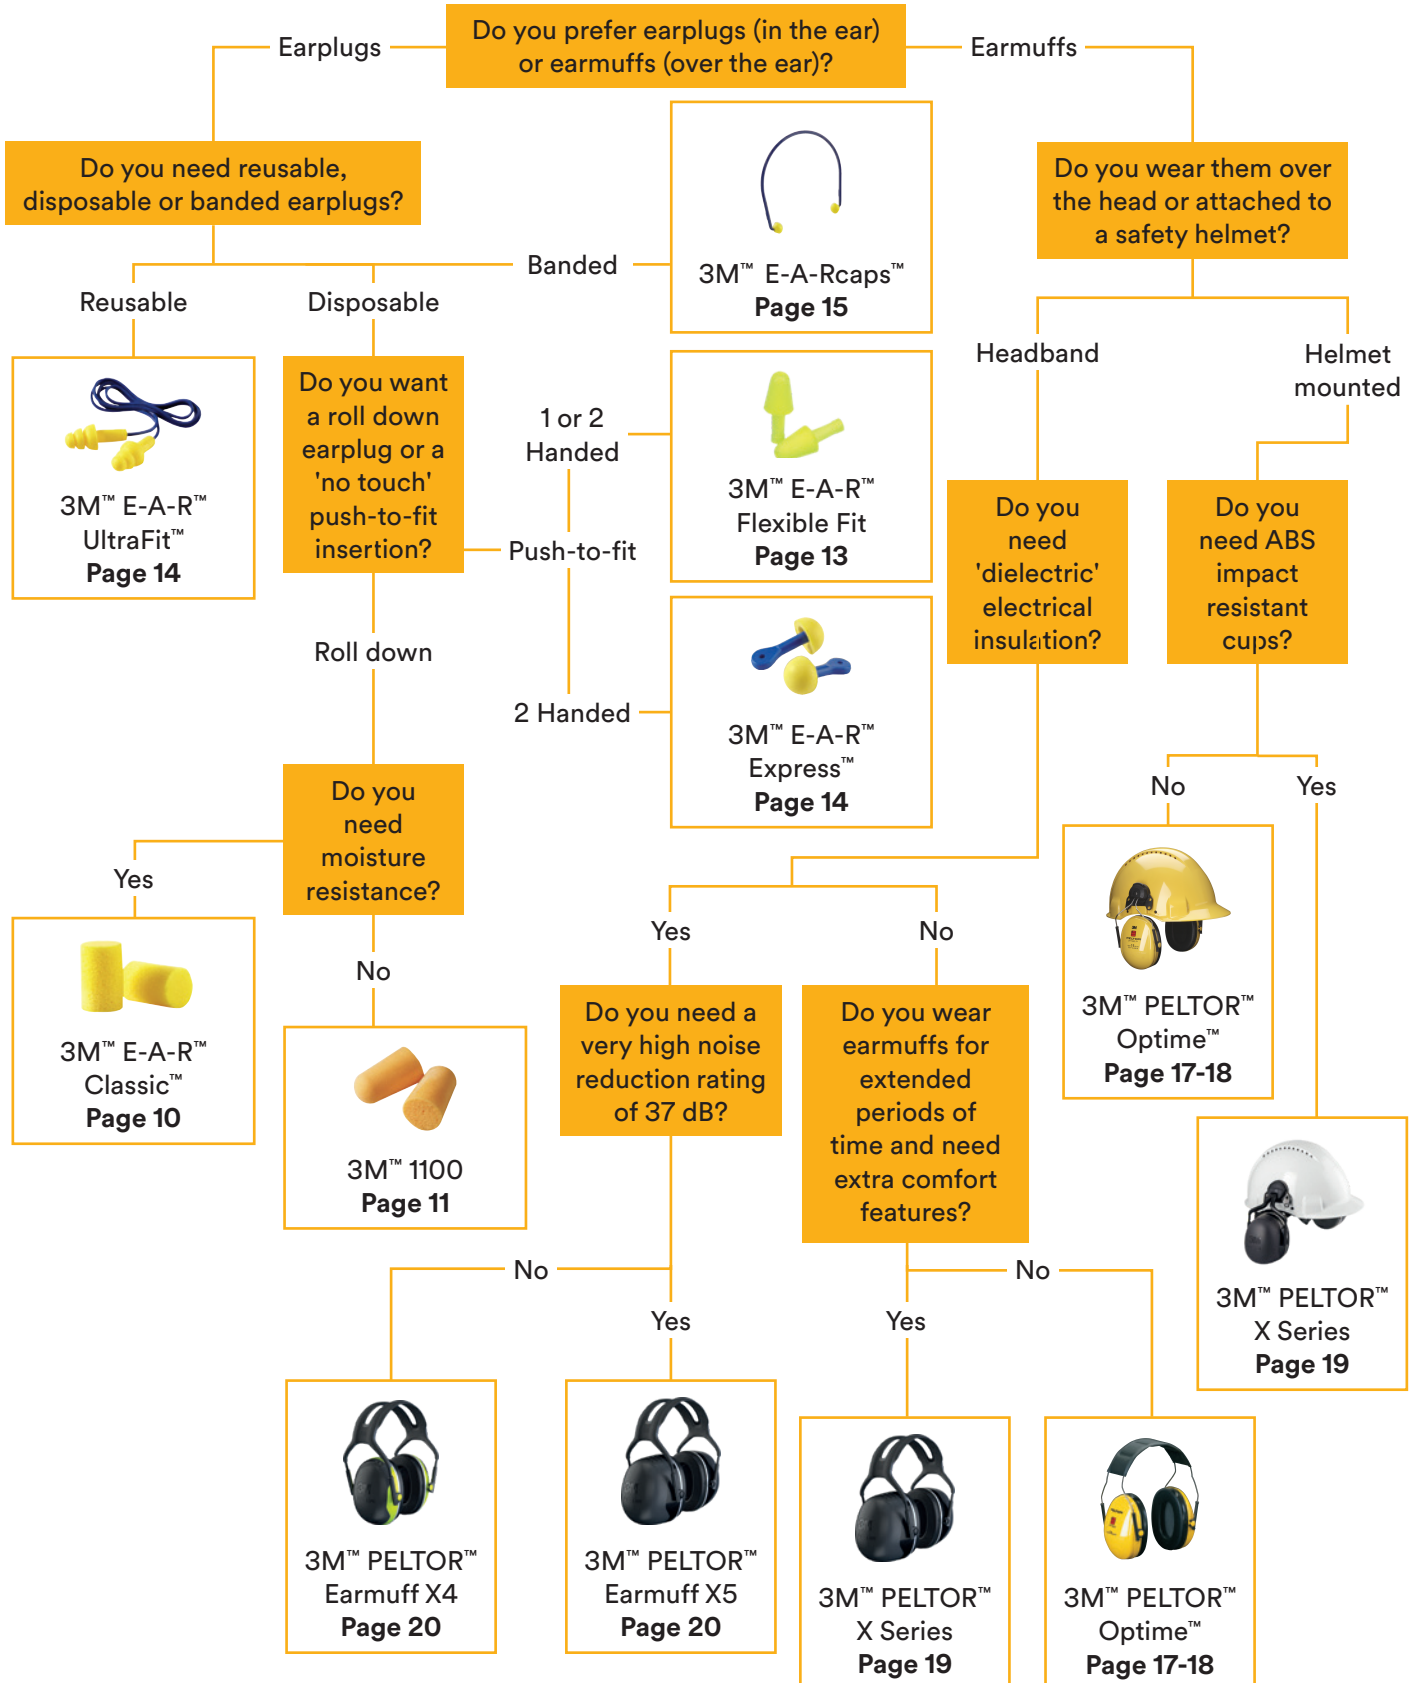 Do you prefer earplugs (in the ear)
or earmuffs (over the ear)?
Earplugs
Earmuffs
Do you need reusable,
disposable or banded earplugs?
Do you wear them over
the head or attached to
a safety helmet?
Banded
3M™ E-A-Rcaps™
Page 15
Reusable
Disposable
3M™ E-A-R™
UltraFit™
Page 14
Do you want
a roll down
earplug or a
'no touch'
push-to-fit
insertion?
Push-to-fit
1 or 2
Handed
3M™ E-A-R™
Flexible Fit
Page 13
2 Handed
3M™ E-A-R™
Express™
Page 14
Roll down
Do you
need
moisture
resistance?
Yes
3M™ E-A-R™
Classic™
Page 10
No
3M™ 1100
Page 11
Headband
Helmet
mounted
Do you
need
'dielectric'
electrical
insulation?
Do you
need ABS
impact
resistant
cups?
No
Yes
3M™ PELTOR™
Optime™
Page 17-18
3M™ PELTOR™
X Series
Page 19
Yes
No
Do you need a
very high noise
reduction rating
of 37 dB?
Do you wear
earmuffs for
extended
periods of
time and need
extra comfort
features?
No
Yes
3M™ PELTOR™
Earmuff X4
Page 20
3M™ PELTOR™
Earmuff X5
Page 20
Yes
No
3M™ PELTOR™
X Series
Page 19
3M™ PELTOR™
Optime™
Page 17-18